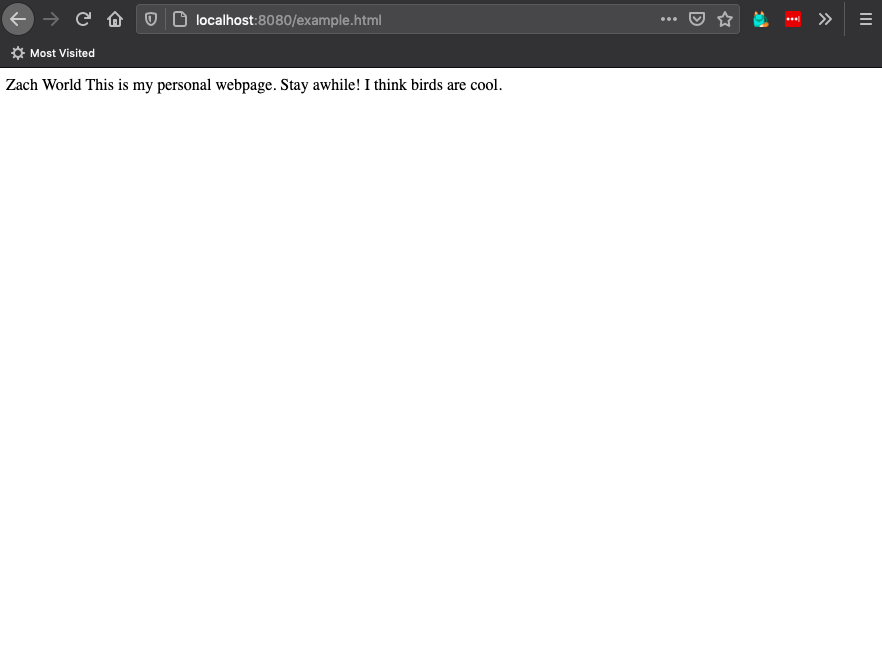 localhost:8080/example.html
Most Visited
Zach World This is my personal webpage. Stay awhile! I think birds are cool.